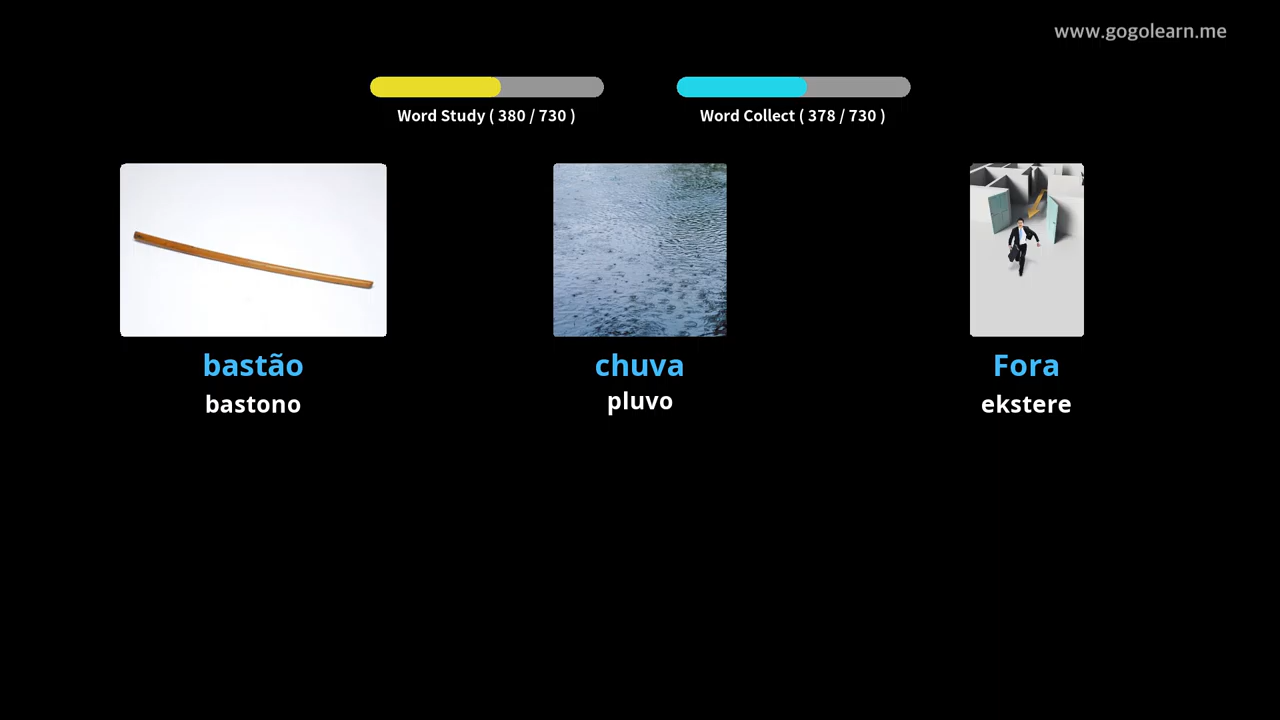 www.gogolearn.me
Word Study ( 380 / 730 )
Word Collect ( 378 / 730 )
bastão
chuva
Fora
bastono
pluvo
ekstere